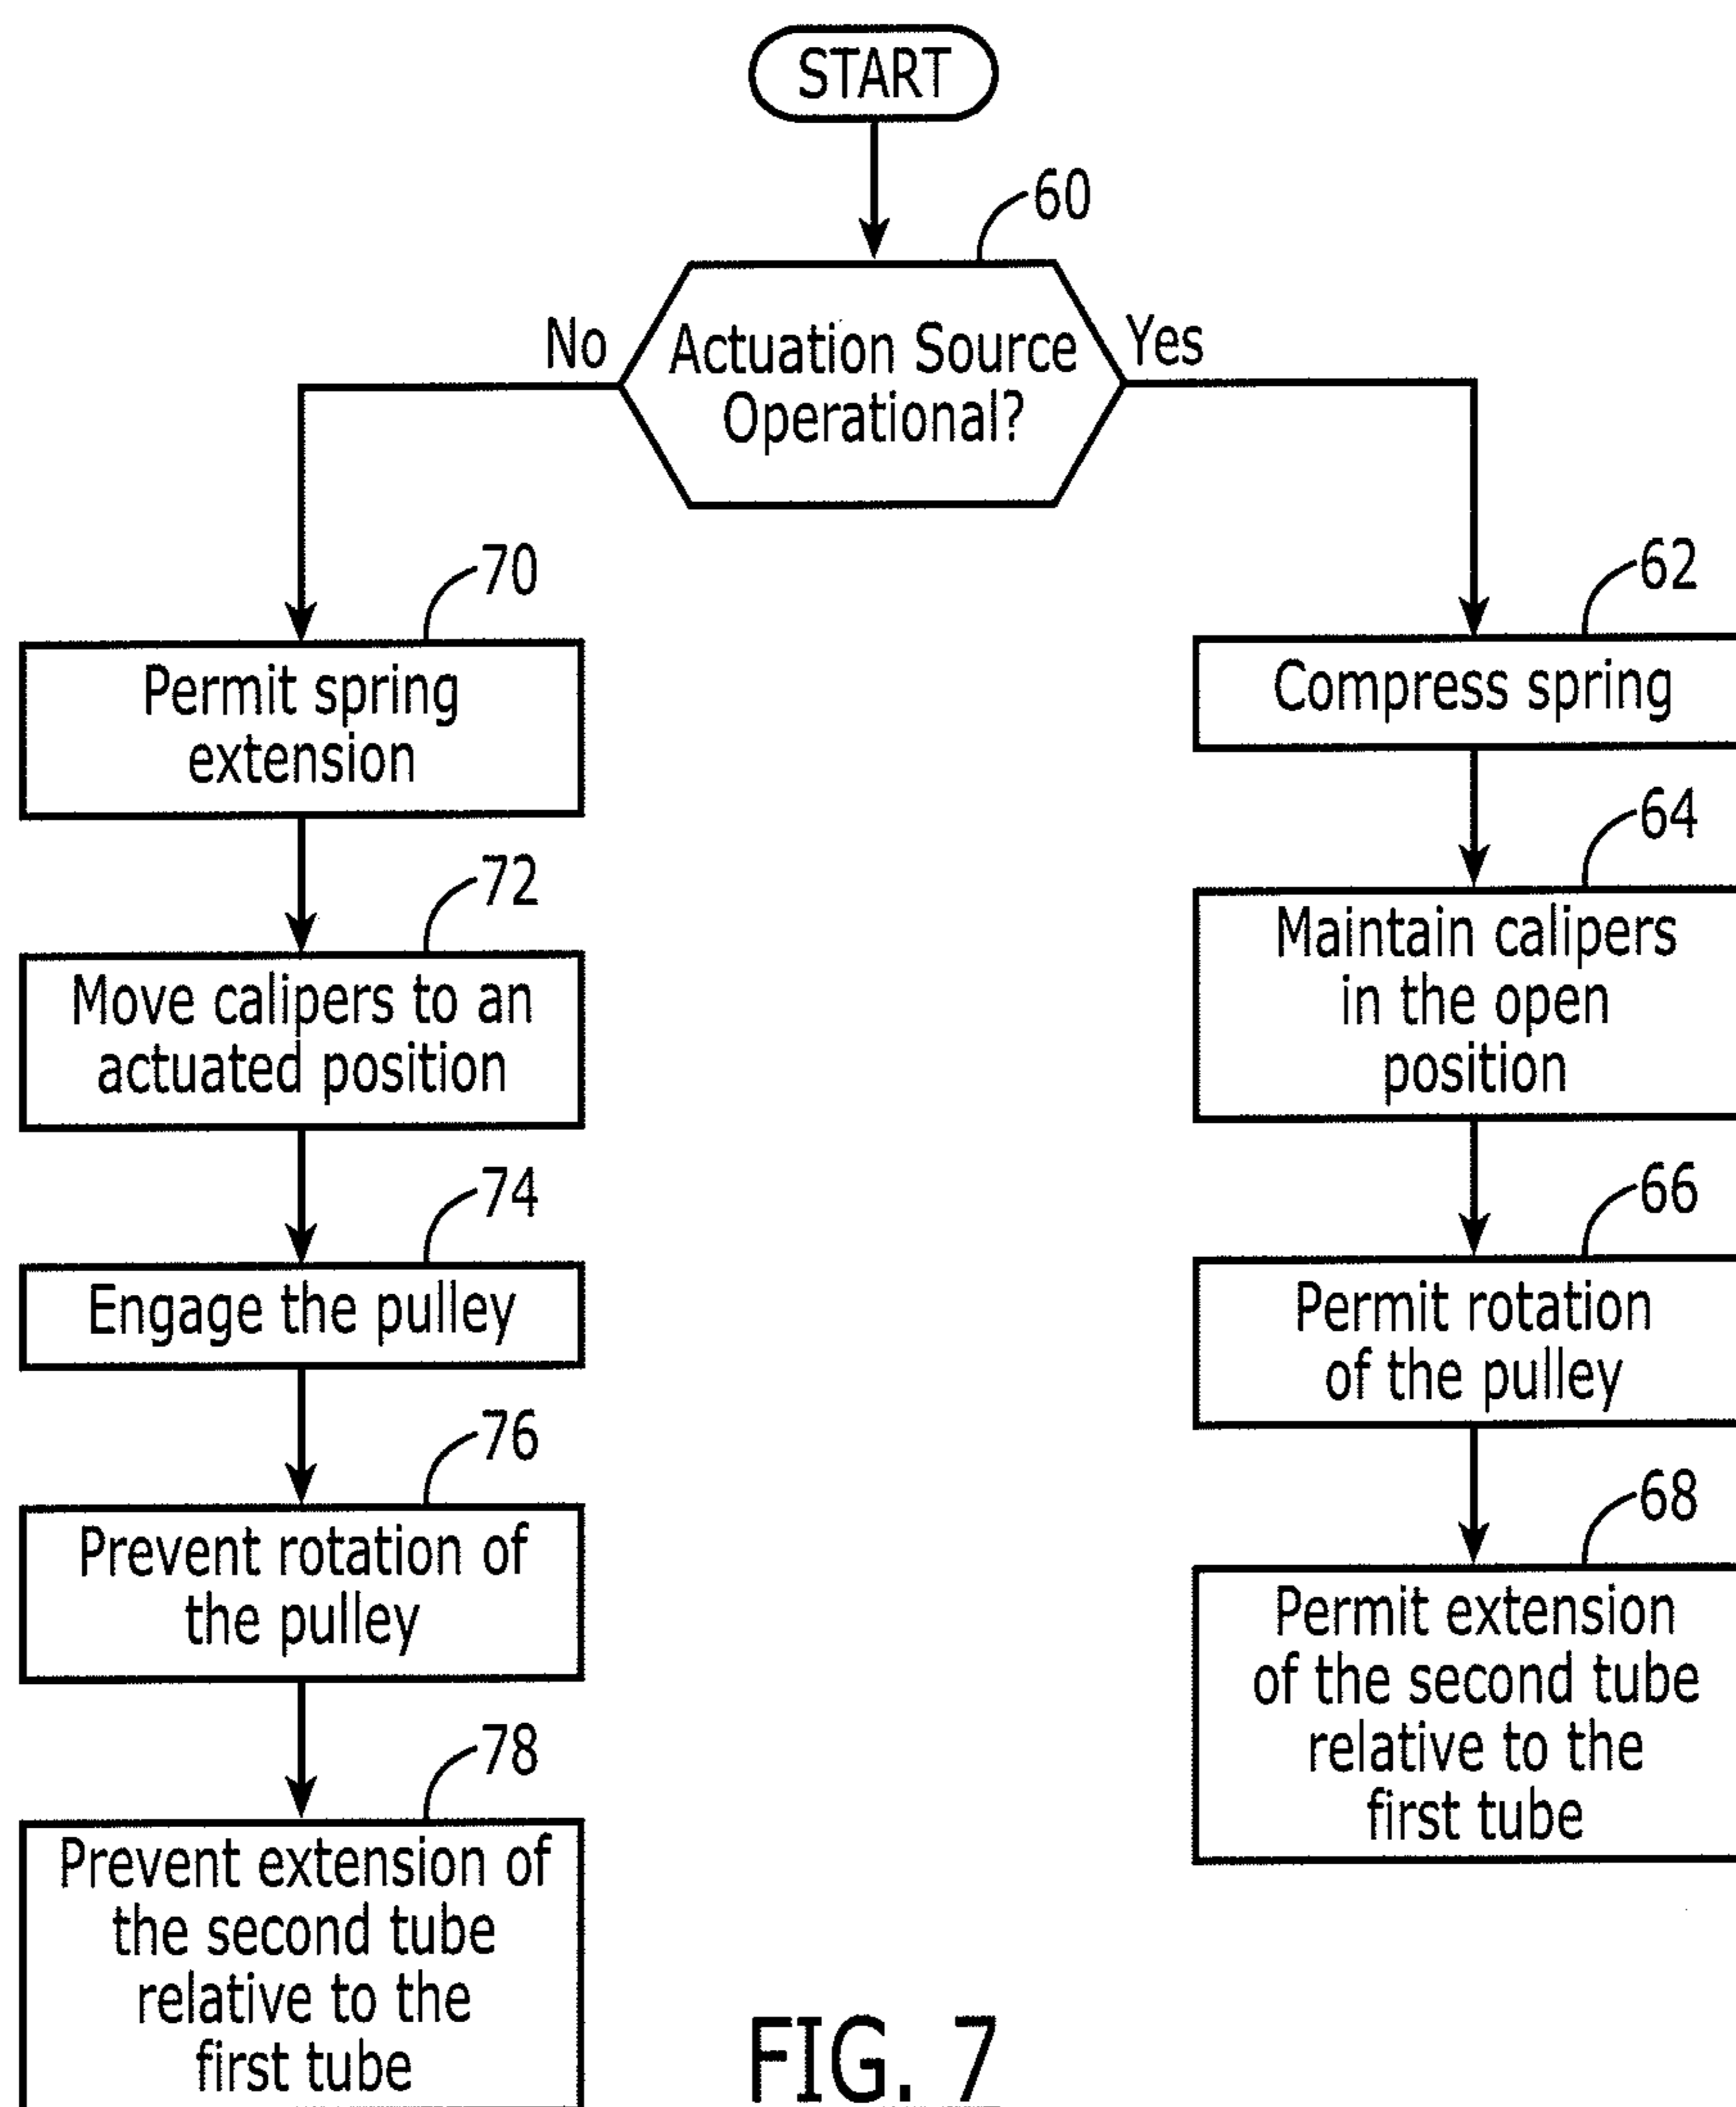 START
60
No
Actuation Source
Operational?
Yes
70
Permit spring
extension
72
Move calipers to an
actuated position
74
Engage the pulley
76
Prevent rotation of
the pulley
78
Prevent extension of
the second tube
relative to the
first tube
62
Compress spring
64
Maintain calipers
in the open
position
66
Permit rotation
of the pulley
68
Permit extension
of the second tube
relative to the
first tube
FIG. 7